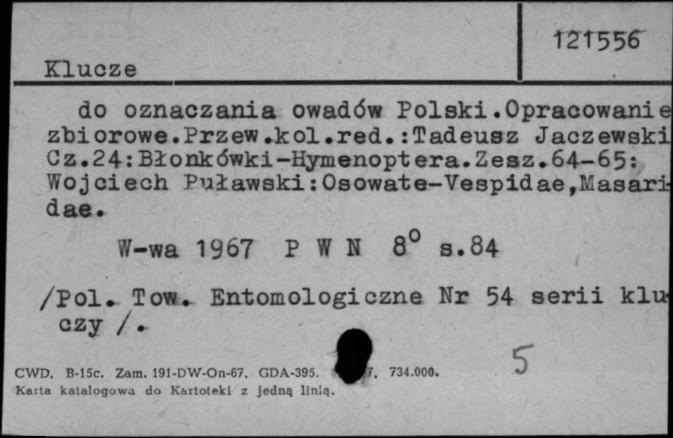 121556
Klucze
do oznaczania owadów Polski.Opracowanie
zbiorowe.Przew.kol.red.:Tadeusz Jaczewski
Cz.24:Błonkówki-Hymenoptera.Zesz.64-65:
Wojciech Puławski:Osowate-Vespidae,Masari-
dae.
W-wa 1967 P W N 8° s.84
/Pol. Tow. Entomologiczne Nr 54 serii klu-
czy /.
5
CWD. B-15c. Zam. 191-DW-On-67. GDA-395. 7. 734.000.
Karta katalogowa do Kartoteki z jedną linią.